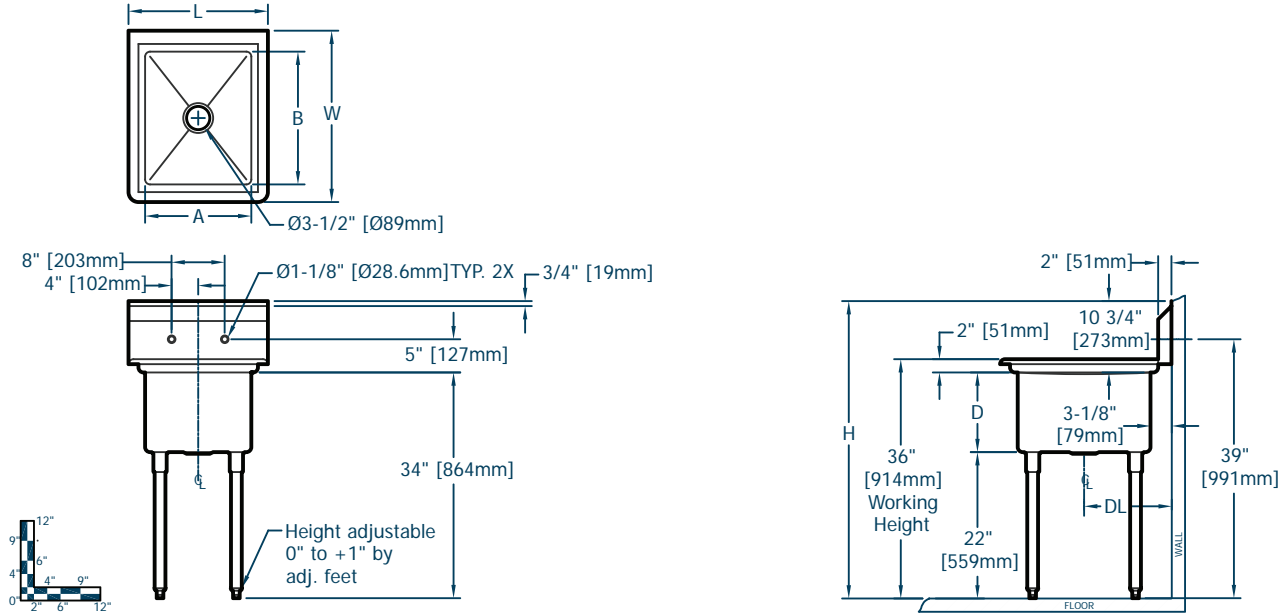 L
B
W
A
Ø3-1/2" [Ø89mm]
8" [203mm]
4" [102mm]
Ø1-1/8" [Ø28.6mm]TYP. 2X
3/4" [19mm]
5" [127mm]
34" [864mm]
℄
Height adjustable
0" to +1" by
adj. feet
12"
9"
6"
4"
0"
2"
4"
6"
9"
12"
2" [51mm]
10 3/4"
[273mm]
2" [51mm]
H
D
3-1/8"
[79mm]
36"
[914mm]
Working
Height
39"
[991mm]
℄
DL
22"
[559mm]
WALL
FLOOR